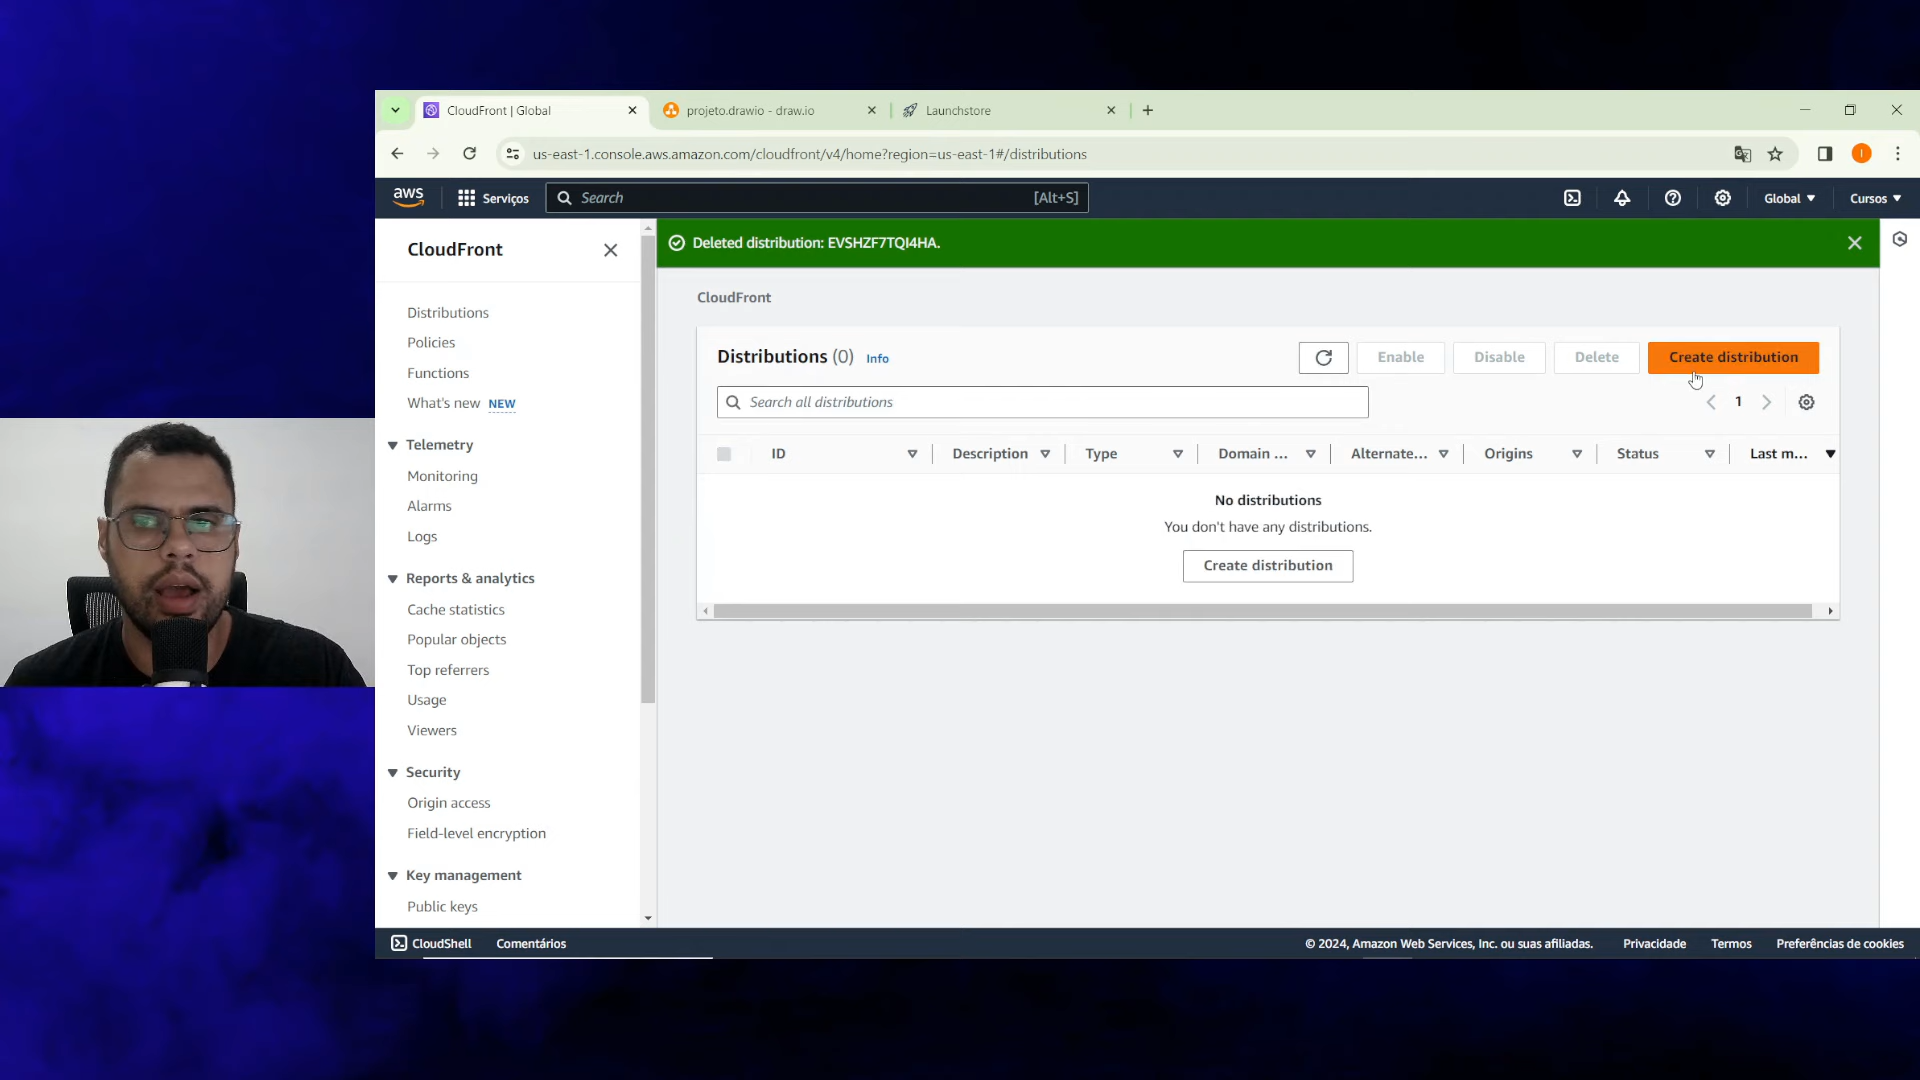 CloudFront | Global
projeto.drawio - draw.io
Launchstore
us-east-1.console.aws.amazon.com/cloudfront/v4/home?region=us-east-1#/distributions
aws
Serviços
Search
[Alt+S]
Global
Cursos
CloudFront
Distributions
Policies
Functions
What's new NEW
Telemetry
Monitoring
Alarms
Logs
Reports & analytics
Cache statistics
Popular objects
Top referrers
Usage
Viewers
Security
Origin access
Field-level encryption
Key management
Public keys
Deleted distribution: EVSHZF7TQI4HA.
CloudFront
Distributions (0) Info
Enable
Disable
Delete
Create distribution
Search all distributions
1
ID
Description
Type
Domain ...
Alternate...
Origins
Status
Last m...
No distributions
You don't have any distributions.
Create distribution
CloudShell
Comentários
© 2024, Amazon Web Services, Inc. ou suas afiliadas.
Privacidade
Termos
Preferências de cookies